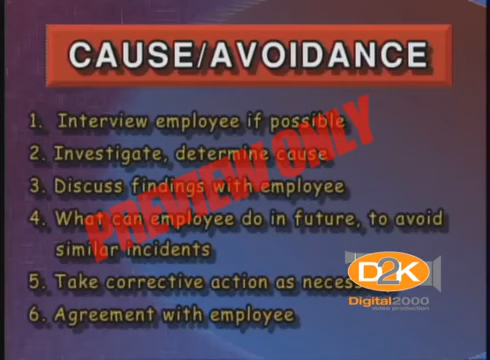 CAUSE/AVOIDANCE
1. Interview employee if possible
2. Investigate, determine cause
3. Discuss findings with employee
4. What can employee do in future, to avoid
similar incidents
5. Take corrective action as
6. Agreement with employee
PREVIEW ONLY
D2K
Digital2000
video production